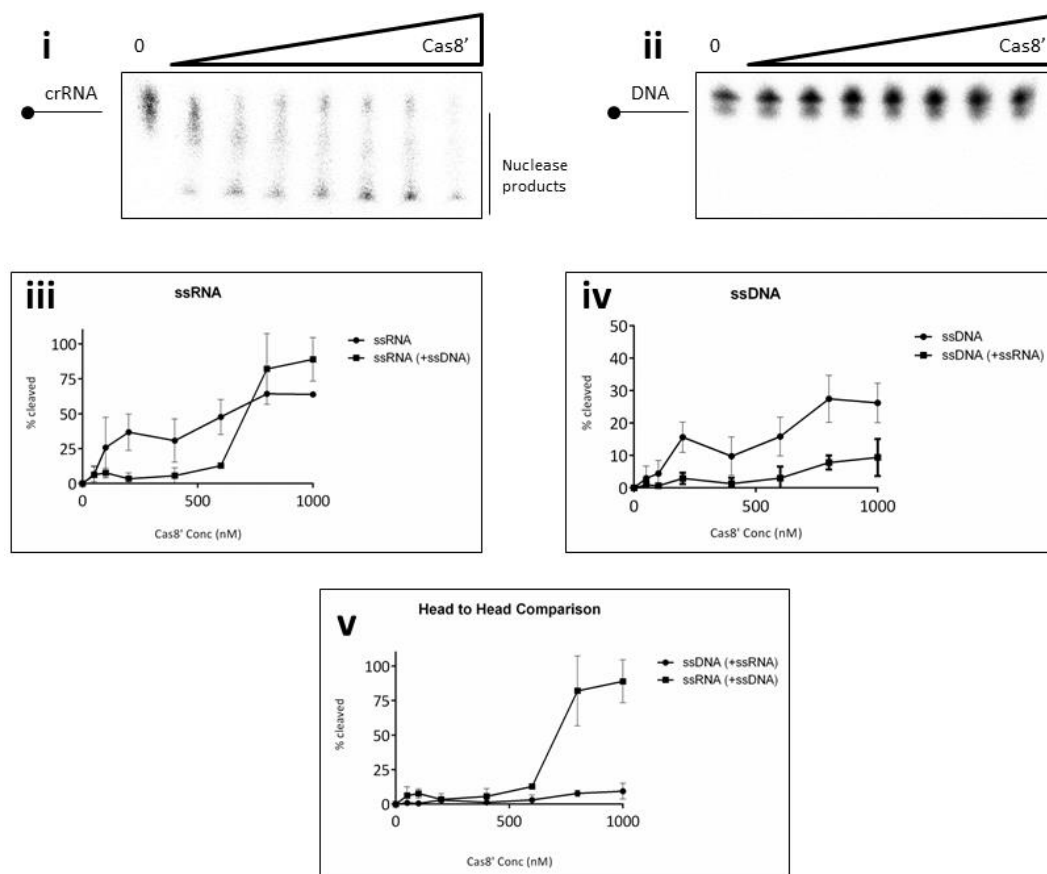 i
0
Cas8’
crRNA
Nuclease
products
ii
0
Cas8’
DNA
iii
ssRNA
100
75
50
25
0
0
500
1000
% cleaved
Cas8’ Conc (nM)
ssRNA
ssRNA (+ssDNA)
iv
ssDNA
50
40
30
20
10
0
0
500
1000
% cleaved
Cas8’ Conc (nM)
ssDNA
ssDNA (+ssRNA)
v
Head to Head Comparison
100
75
50
25
0
0
500
1000
% cleaved
Cas8’ Conc (nM)
ssDNA (+ssRNA)
ssRNA (+ssDNA)